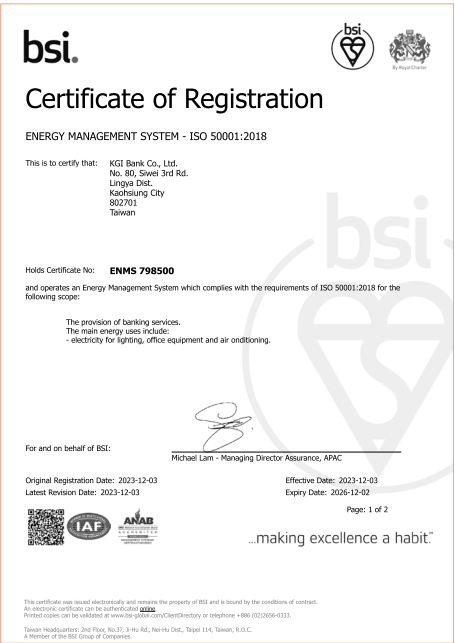 bsi.
bsi
By Royal Charter
Certificate of Registration
ENERGY MANAGEMENT SYSTEM - ISO 50001:2018
This is to certify that:
KGI Bank Co., Ltd.
No. 80, Siwei 3rd Rd.
Lingya Dist.
Kaohsiung City
802701
Taiwan
bsi
Holds Certificate No:
ENMS 798500
and operates an Energy Management System which complies with the requirements of ISO 50001:2018 for the
following scope:
The provision of banking services.
The main energy uses include:
- electricity for lighting, office equipment and air onditioning.
For and on behalf of BSI:
Michael Lam - Managing Director Assurance, APAC
Original Registration Date: 2023-12-03
Effective Date: 2023-12-03
Latest Revision Date: 2023-12-03
Expiry Date: 2026-12-02
Page: 1 of 2
IAF
ANAB
ACCREDITED
...making excellence a habit.™
This certificate was issued electronically and remains the property of BSI and is bound by the conditions of contract.
An electronic certificate can be authenticated online.
Printed copies can be validated at www.bsi-global.com/ClientDirectory or telephone +886 (02)2656-0333.
Taiwan Headquarters: 2nd Floor, No.37, Ji-Hu Rd., Nei-Hu Dist., Taipei 114, Taiwan, R.O.C.
A Member of the BSI Group of Companies.